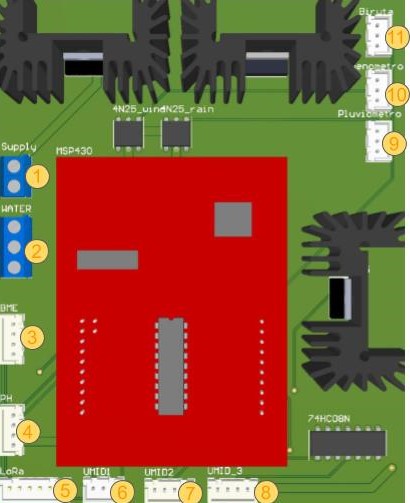 Biruta
11
enometro
10
4N25_wind
4N25_rain
Pluviometro
9
Supply
MSP430
1
WATER
2
BME
3
PH
4
74HC08N
LoRa
5
UMID1
6
UMID2
7
UMID_3
8